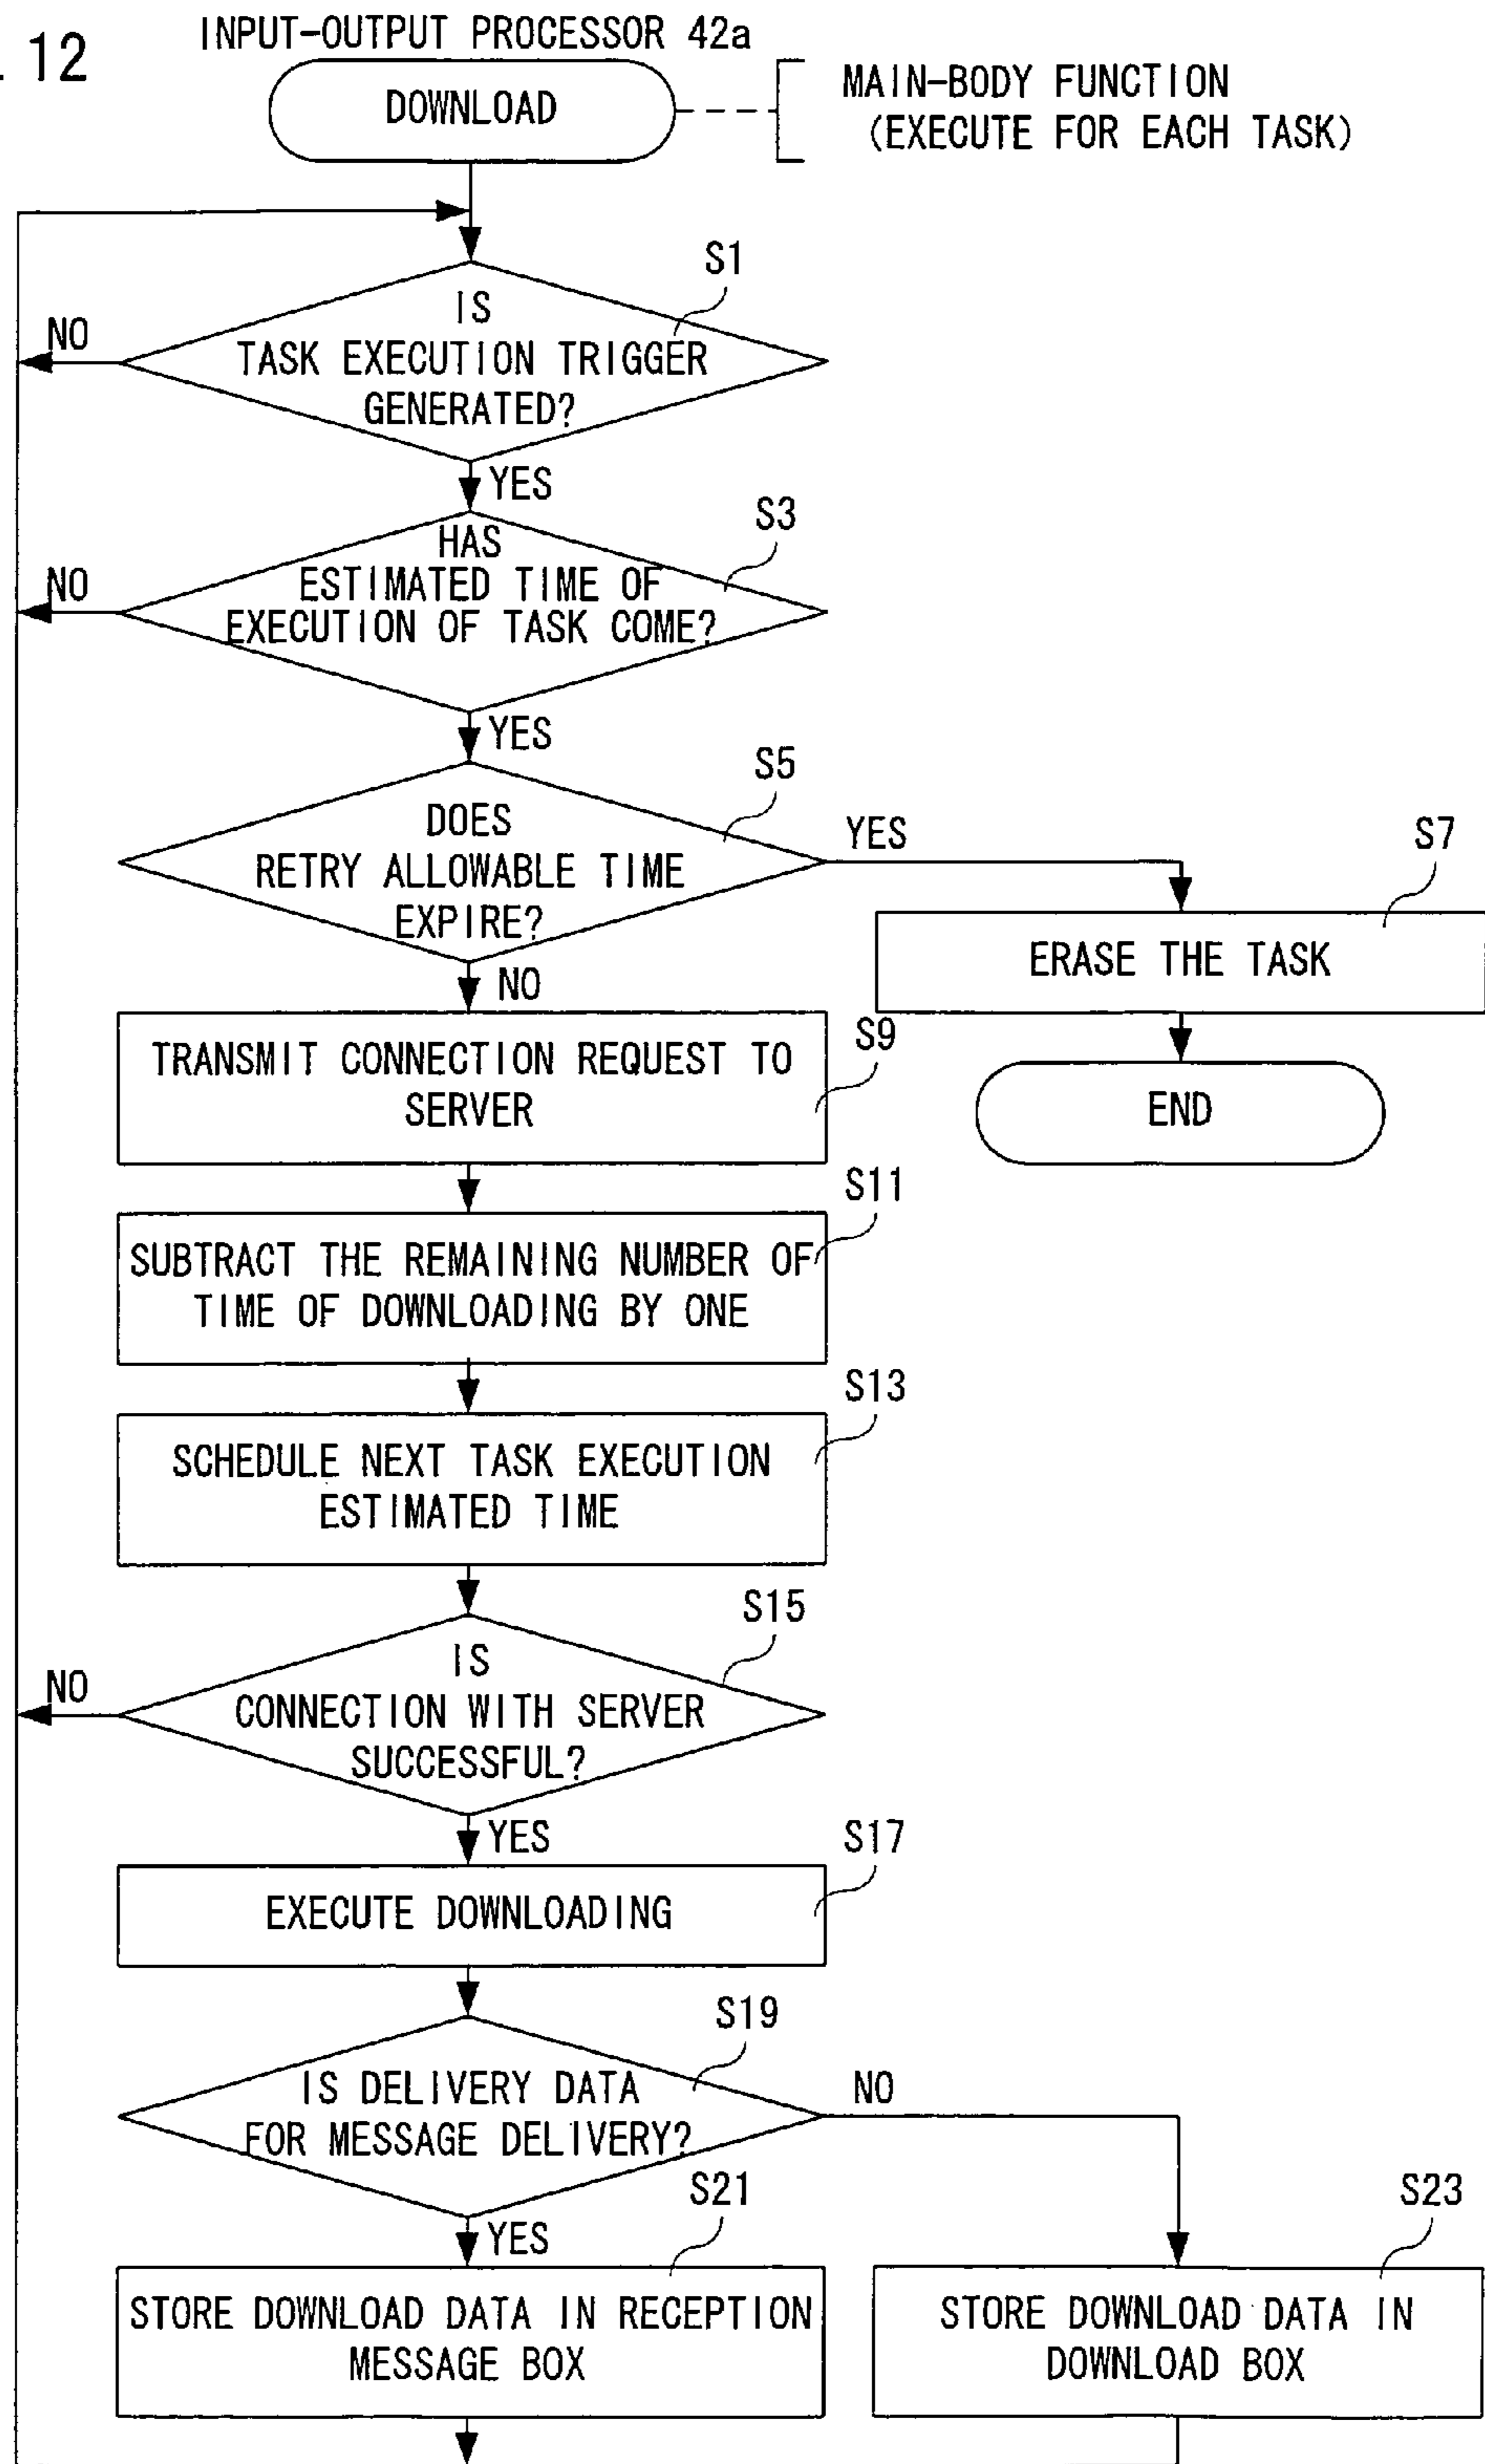 . 12
INPUT-OUTPUT PROCESSOR 42a
DOWNLOAD
MAIN-BODY FUNCTION
(EXECUTE FOR EACH TASK)
S1
IS
TASK EXECUTION TRIGGER
GENERATED?
NO
YES
S3
HAS
ESTIMATED TIME OF
EXECUTION OF TASK COME?
NO
YES
S5
DOES
RETRY ALLOWABLE TIME
EXPIRE?
YES
NO
S7
ERASE THE TASK
END
S9
TRANSMIT CONNECTION REQUEST TO
SERVER
S11
SUBTRACT THE REMAINING NUMBER OF
TIME OF DOWNLOADING BY ONE
S13
SCHEDULE NEXT TASK EXECUTION
ESTIMATED TIME
S15
IS
CONNECTION WITH SERVER
SUCCESSFUL?
NO
YES
S17
EXECUTE DOWNLOADING
S19
IS DELIVERY DATA
FOR MESSAGE DELIVERY?
NO
YES
S21
STORE DOWNLOAD DATA IN RECEPTION
MESSAGE BOX
S23
STORE DOWNLOAD DATA IN
DOWNLOAD BOX